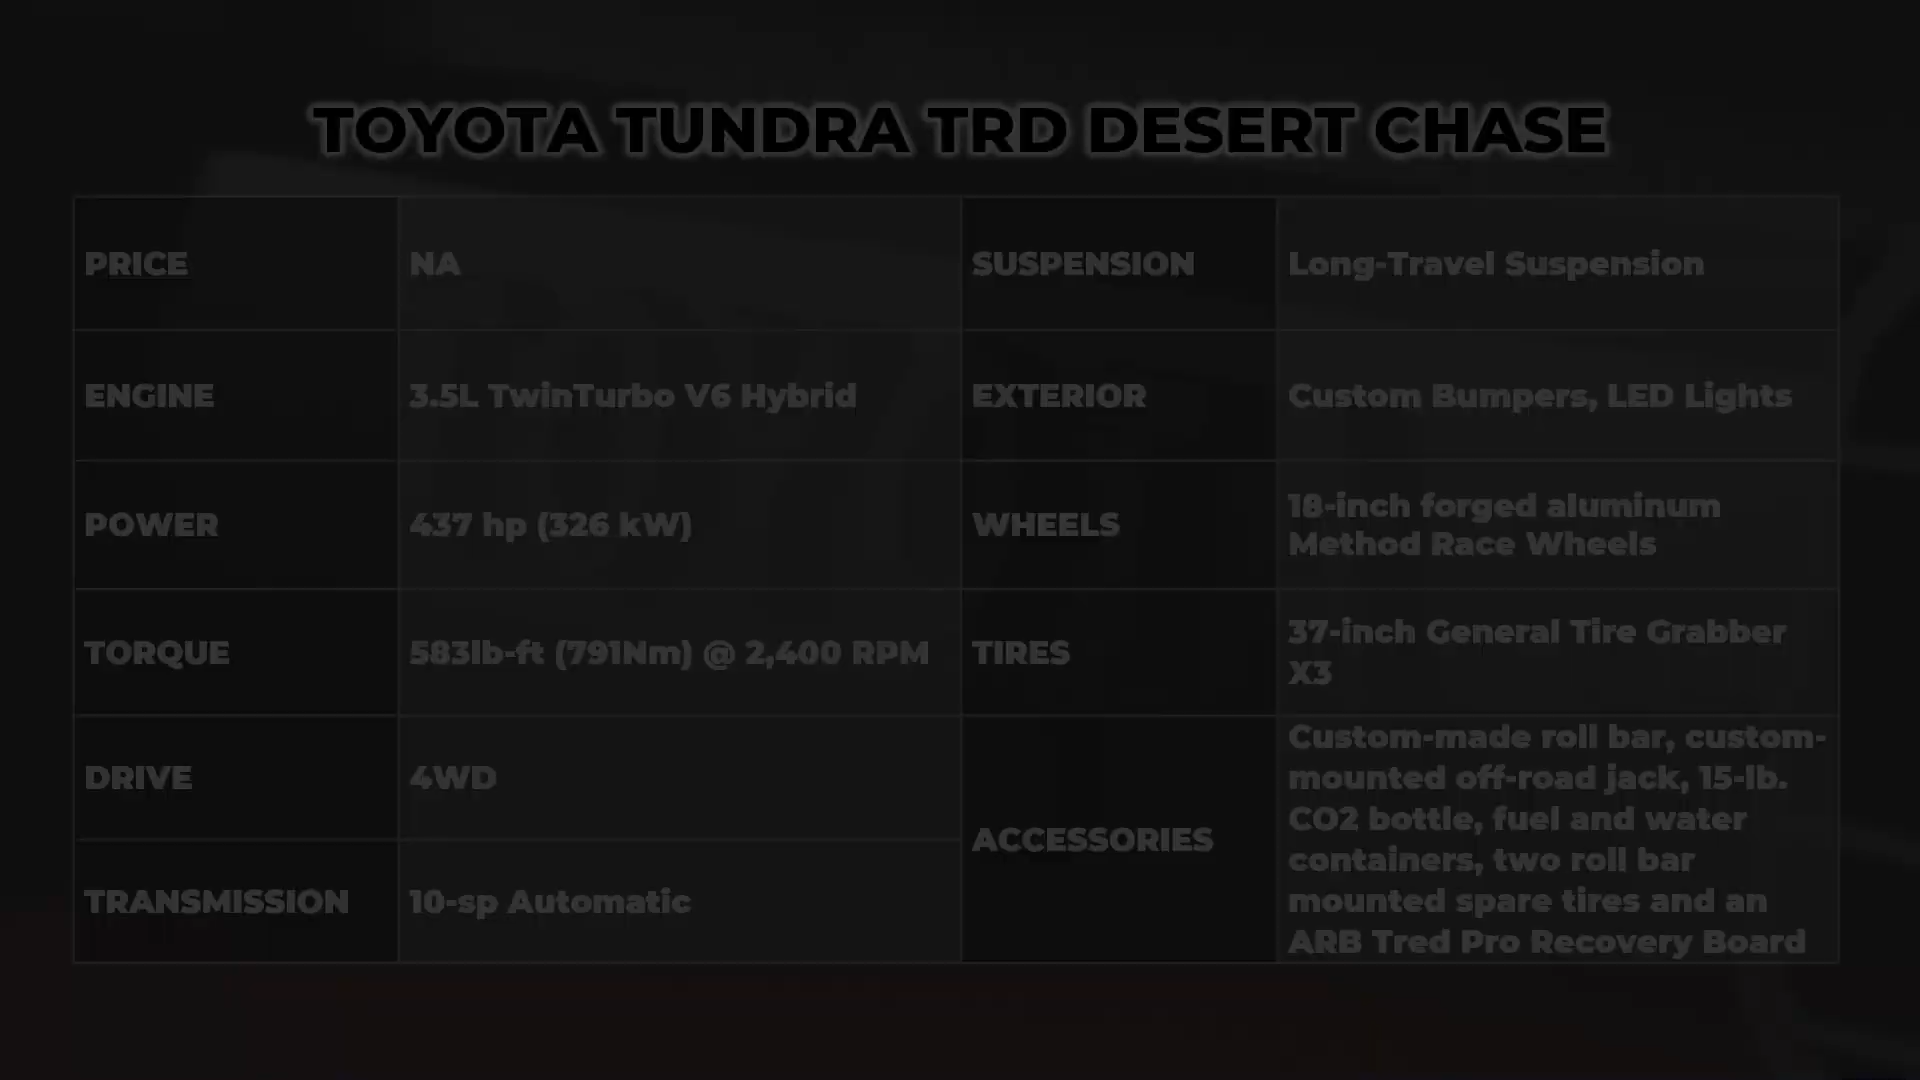 TOYOTA TUNDRA TRD DESERT CHASE
PRICE
NA
SUSPENSION
Long-Travel Suspension
ENGINE
3.5L TwinTurbo V6 Hybrid
EXTERIOR
Custom Bumpers, LED Lights
POWER
437 hp (326 kW)
WHEELS
18-inch forged aluminum
Method Race Wheels
TORQUE
583lb-ft (791Nm) @ 2,400 RPM
TIRES
37-inch General Tire Grabber
X3
DRIVE
4WD
TRANSMISSION
10-sp Automatic
ACCESSORIES
Custom-made roll bar, custom-
mounted off-road jack, 15-lb.
CO2 bottle, fuel and water
containers, two roll bar
mounted spare tires and an
ARB Tred Pro Recovery Board